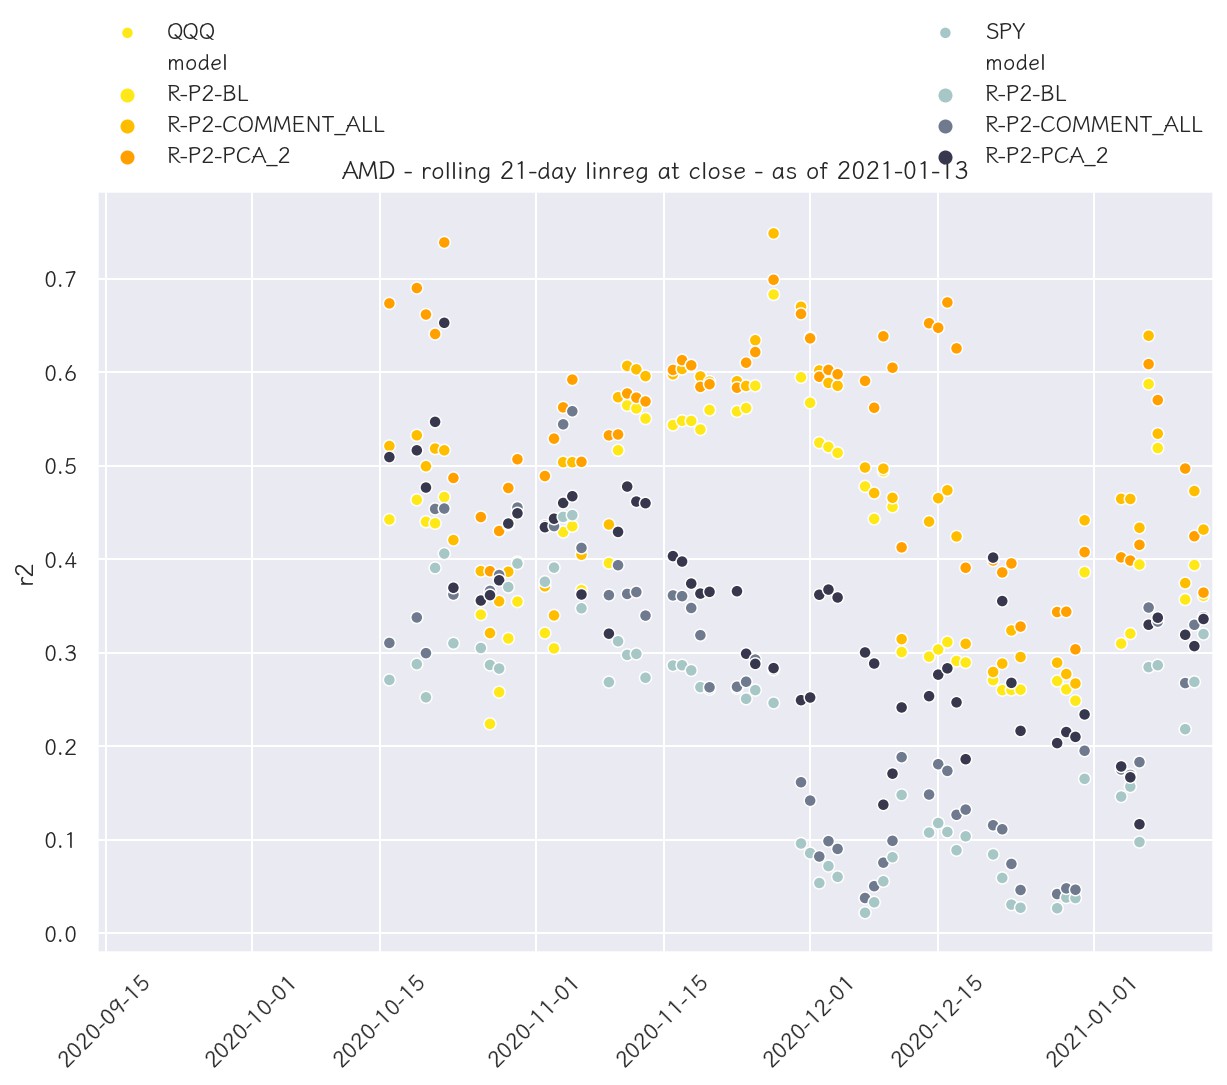 QQQ
model
R-P2-BL
R-P2-COMMENT_ALL
R-P2-PCA_2
SPY
model
R-P2-BL
R-P2-COMMENT_ALL
R-P2-PCA_2
AMD - rolling 21-day linreg at close - as of 2021-01-13
r2
0.7
0.6
0.5
0.4
0.3
0.2
0.1
0.0
2020-09-15
2020-10-01
2020-10-15
2020-11-01
2020-11-15
2020-12-01
2020-12-15
2021-01-01